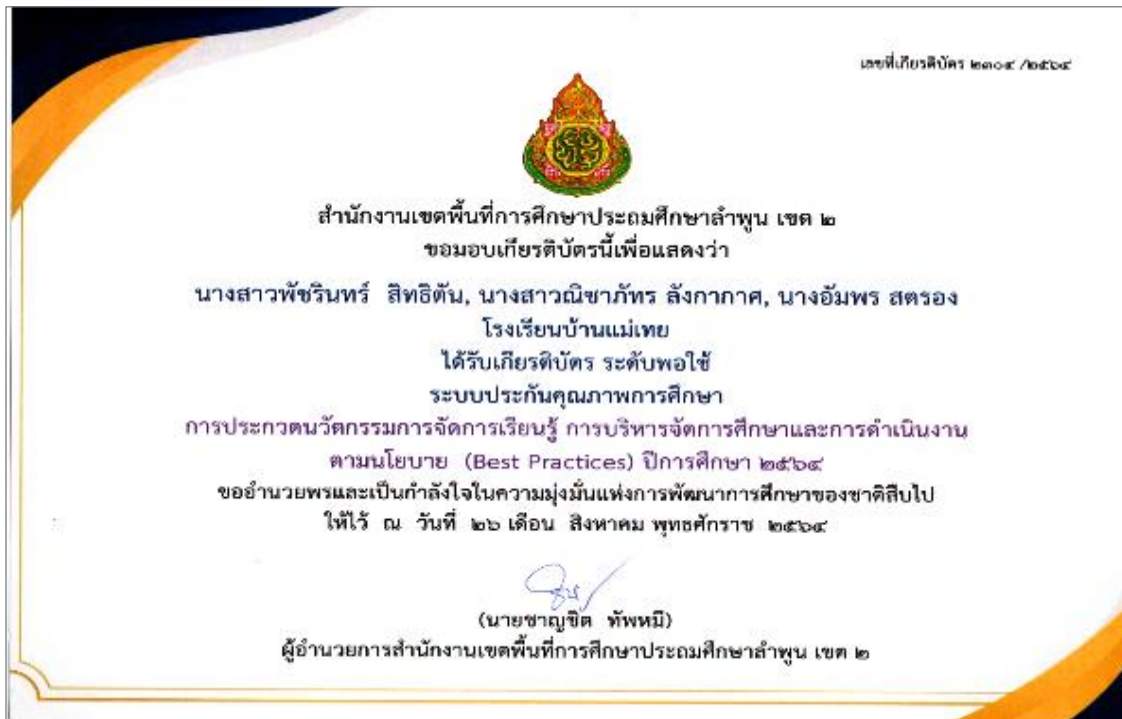 เลขที่เกียรติบัตร ๒๓๐๔ /๒๕๖๔
สำนักงานเขตพื้นที่การศึกษาประถมศึกษาลำพูน เขต ๒
ขอมอบเกียรติบัตรนี้เพื่อแสดงว่า
นางสาวพัชรินทร์ สิทธิตัน, นางสาวณิชาภัทร ลังกากาศ, นางอัมพร สตรอง
โรงเรียนบ้านแม่เทย
ได้รับเกียรติบัตร ระดับพอใช้
ระบบประกันคุณภาพการศึกษา
การประกวดนวัตกรรมการจัดการเรียนรู้ การบริหารจัดการศึกษาและการดำเนินงาน
ตามนโยบาย (Best Practices) ปีการศึกษา ๒๕๖๔
ขออำนวยพรและเป็นกำลังใจในความมุ่งมั่นแห่งการพัฒนาการศึกษาของชาติสืบไป
ให้ไว้ ณ วันที่ ๒๖ เดือน สิงหาคม พุทธศักราช ๒๕๖๔
(นายชาญชิต ทัพหมี)
ผู้อำนวยการสำนักงานเขตพื้นที่การศึกษาประถมศึกษาลำพูน เขต ๒